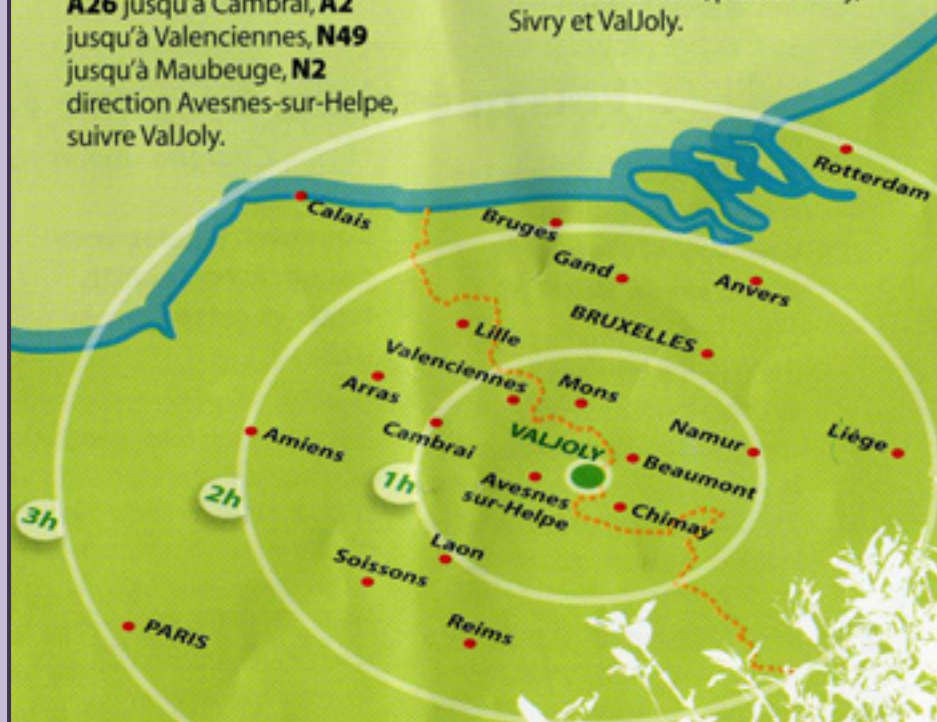 A26 jusqu'à Cambrai, A2
jusqu'à Valenciennes, N49
jusqu'à Maubeuge, N2
direction Avesnes-sur-Helpe,
suivre ValJoly.
Sivry et ValJoly.
Rotterdam
Calais
Bruges
Gand
Anvers
BRUXELLES
Lille
Valenciennes
Mons
Arras
Cambrai
VALJOLY
Namur
Liège
Amiens
Beaumont
1h
2h
3h
Avesnes
sur-Helpe
Chimay
Laon
Soissons
Reims
PARIS